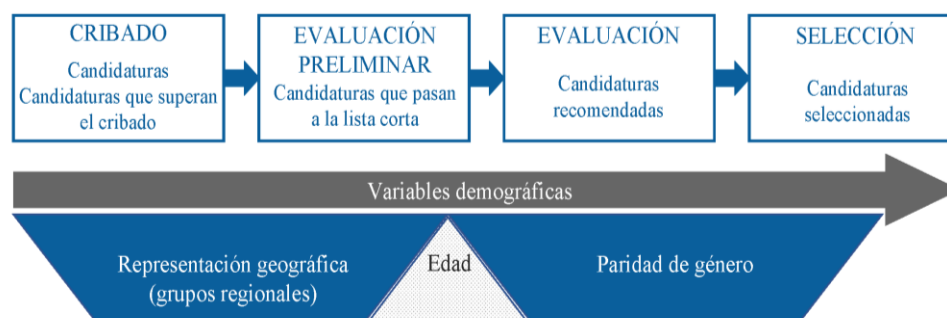 CRIBADO
Candidaturas
Candidaturas que superan
el cribado
EVALUACIÓN
PRELIMINAR
Candidaturas que pasan
a la lista corta
EVALUACIÓN
Candidaturas
recomendadas
SELECCIÓN
Candidaturas
seleccionadas
Variables demográficas
Representación geográfica
(grupos regionales)
Edad
Paridad de género